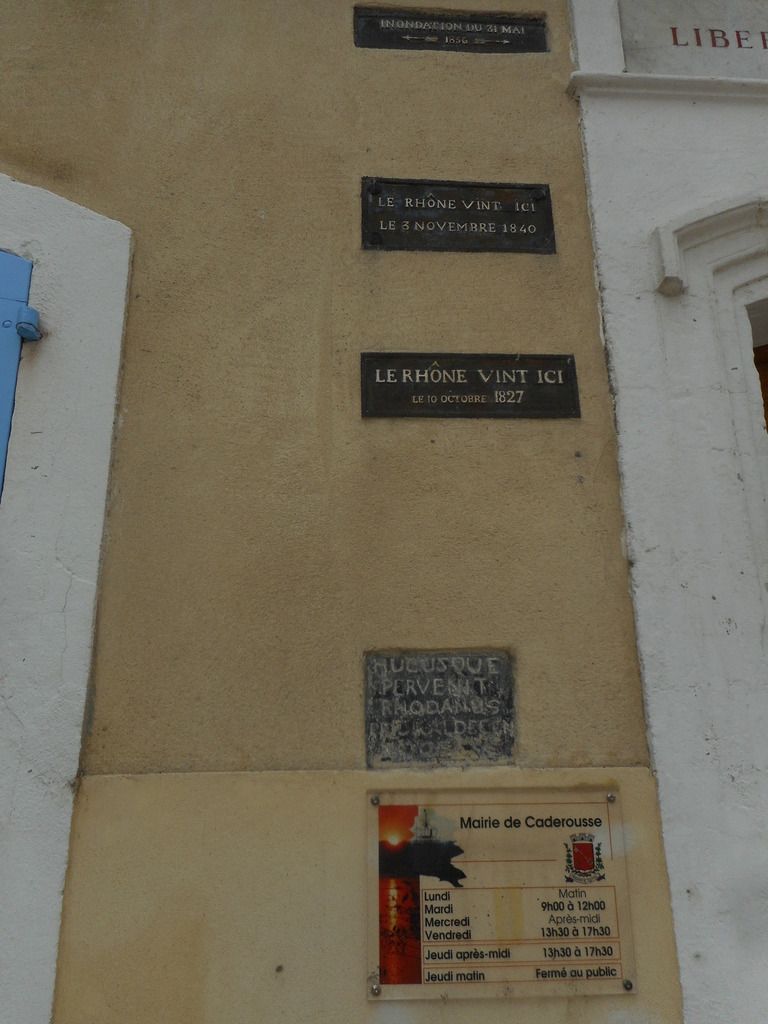 INONDATION DU 31 MAI
1856
LIBER
LE RHÔNE VINT ICI
LE 3 NOVEMBRE 1840
LE RHÔNE VINT ICI
LE 10 OCTOBRE 1827
HUCUSQUE
PERVENIT
RHODANUS
Mairie de Caderousse
Lundi
Mardi
Mercredi
Vendredi
Matin
9h00 à 12h00
Après-midi
13h30 à 17h30
Jeudi après-midi 13h30 à 17h30
Jeudi matin Fermé au public